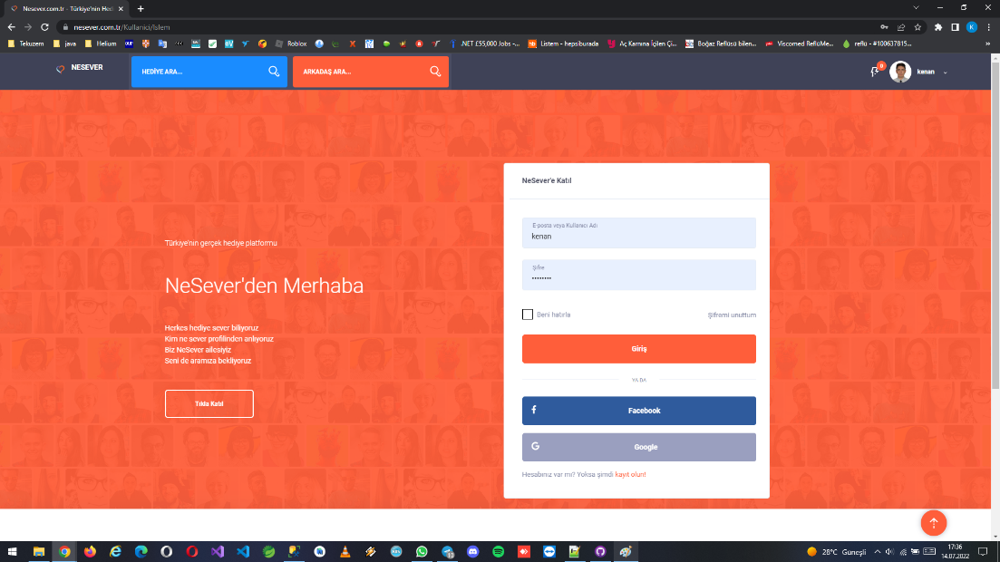 Nesever.com.tr - Türkiye'nin Hed
nesever.com.tr/Kullanici/Islem
K
Tekuzem
java
Helium
Roblox
.NET £55,000 Jobs -...
Listem - hepsiburada
Aç Karnına İçilen Çi...
Boğaz Reflüsü bilen...
Viscomed RefluMe...
reflü - #100637815...
NESEVER
HEDİYE ARA...
ARKADAŞ ARA...
0
kenan
NeSever'e Katıl
E-posta veya Kullanıcı Adı
kenan
Şifre
Beni hatırla
Şifremi unuttum
Giriş
YA DA
Facebook
Google
Hesabınız var mı? Yoksa şimdi kayıt olun!
Türkiye'nin gerçek hediye platformu
NeSever'den Merhaba
Herkes hediye sever biliyoruz
Kim ne sever profilinden anlıyoruz
Biz NeSever ailesiyiz
Seni de aramıza bekliyoruz
Tıkla Katıl
28°C Güneşli
17:36
14.07.2022